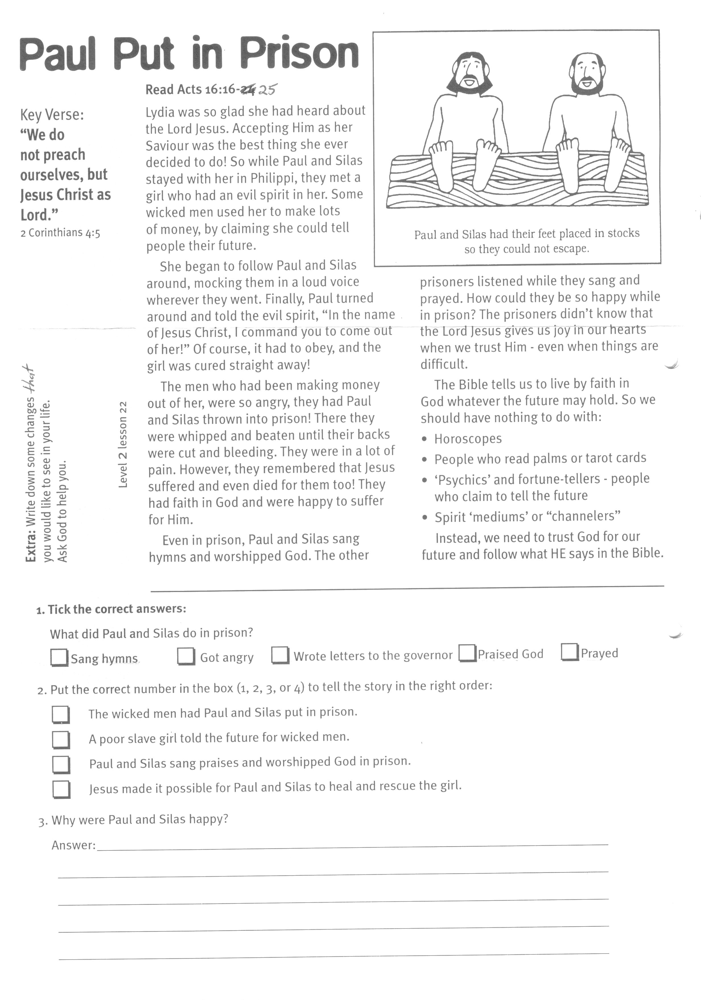 Paul Put in Prison
Read Acts 16:16-24 25
Key Verse:
“We do
not preach
ourselves, but
Jesus Christ as
Lord.”
2 Corinthians 4:5
Lydia was so glad she had heard about
the Lord Jesus. Accepting Him as her
Saviour was the best thing she ever
decided to do! So while Paul and Silas
stayed with her in Philippi, they met a
girl who had an evil spirit in her. Some
wicked men used her to make lots
of money, by claiming she could tell
people their future.
She began to follow Paul and Silas
around, mocking them in a loud voice
wherever they went. Finally, Paul turned
around and told the evil spirit, “In the name
of Jesus Christ, I command you to come out
of her!” Of course, it had to obey, and the
girl was cured straight away!
The men who had been making money
out of her, were so angry, they had Paul
and Silas thrown into prison! There they
were whipped and beaten until their backs
were cut and bleeding. They were in a lot of
pain. However, they remembered that Jesus
suffered and even died for them too! They
had faith in God and were happy to suffer
for Him.
Even in prison, Paul and Silas sang
hymns and worshipped God. The other
Paul and Silas had their feet placed in stocks
so they could not escape.
prisoners listened while they sang and
prayed. How could they be so happy while
in prison? The prisoners didn’t know that
the Lord Jesus gives us joy in our hearts
when we trust Him - even when things are
difficult.
The Bible tells us to live by faith in
God whatever the future may hold. So we
should have nothing to do with:
• Horoscopes
• People who read palms or tarot cards
• ‘Psychics’ and fortune-tellers - people
who claim to tell the future
• Spirit ‘mediums’ or “channelers”
Instead, we need to trust God for our
future and follow what HE says in the Bible.
Extra: Write down some changes that
you would like to see in your life.
Ask God to help you.
Level 2 lesson 22
1. Tick the correct answers:
What did Paul and Silas do in prison?
Sang hymns Got angry Wrote letters to the governor Praised God Prayed
2. Put the correct number in the box (1, 2, 3, or 4) to tell the story in the right order:
The wicked men had Paul and Silas put in prison.
A poor slave girl told the future for wicked men.
Paul and Silas sang praises and worshipped God in prison.
Jesus made it possible for Paul and Silas to heal and rescue the girl.
3. Why were Paul and Silas happy?
Answer: